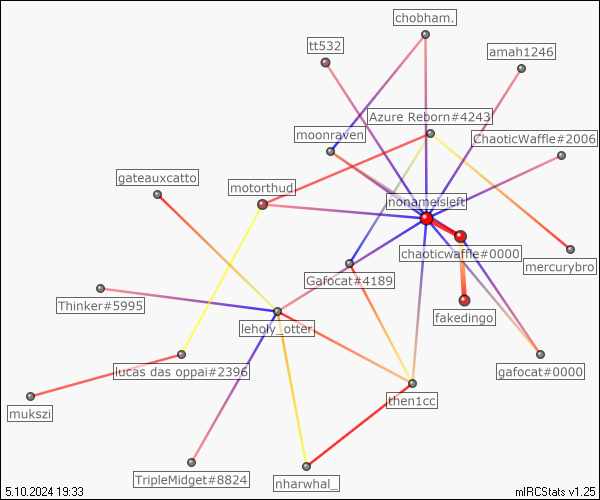 chobham.
tt532
amah1246
Azure Reborn#4243
moonraven
ChaoticWaffle#2006
gateauxcatto
motorthud
nonameisleft
chaoticwaffle#0000
mercurybro
Gafocat#4189
Thinker#5995
fakedingo
leholy_otter
lucas das oppai#2396
gafocat#0000
then1cc
mukszi
TripleMidget#8824
nharwhal_
5.10.2024 19:33
mIRCStats v1.25